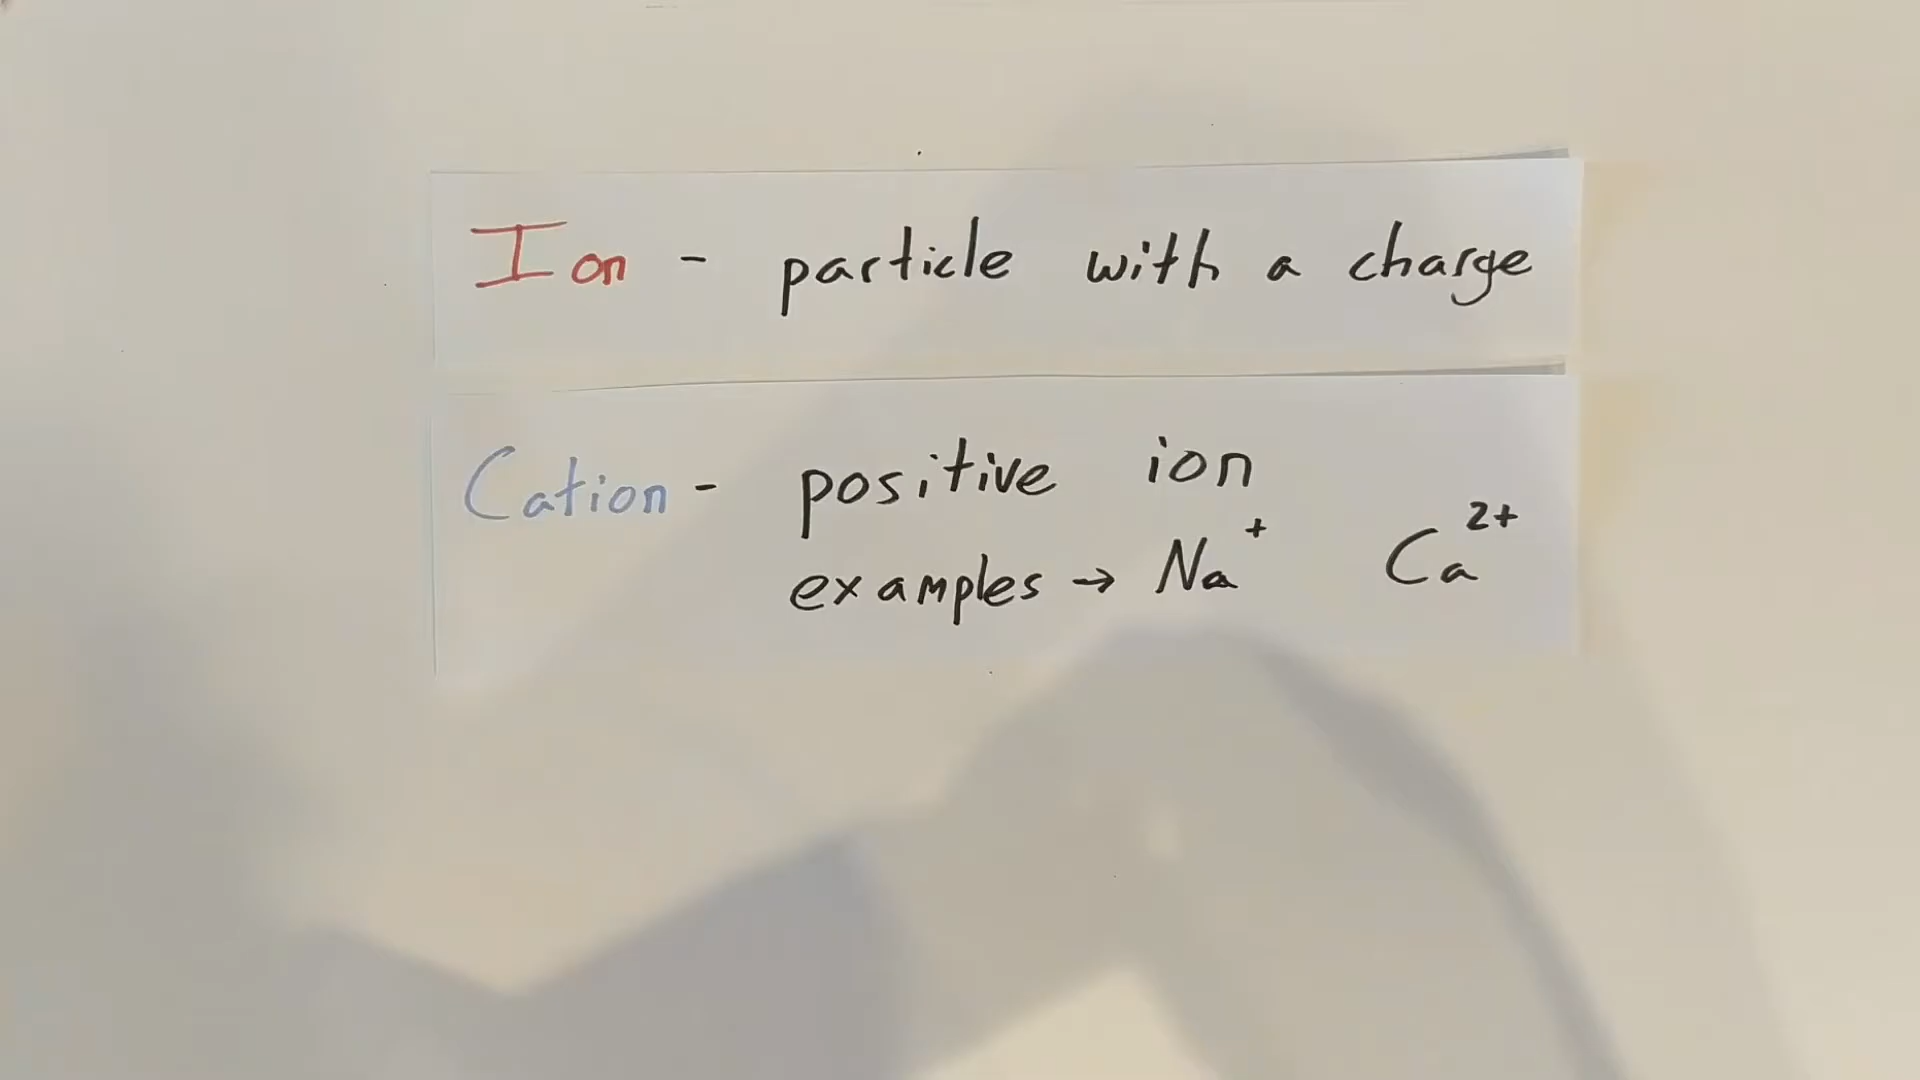 Ion - particle with a charge
Cation - positive ion
examples → Na⁺ Ca²⁺